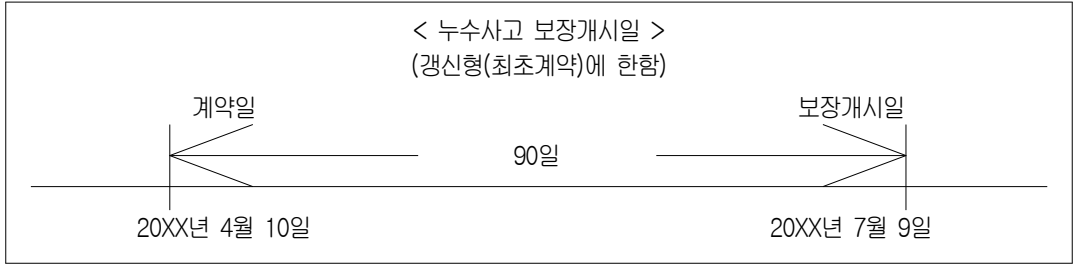 < 누수사고 보장개시일 >
(갱신형(최초계약)에 한함)
계약일 보장개시일
90일
20XX년 4월 10일 20XX년 7월 9일